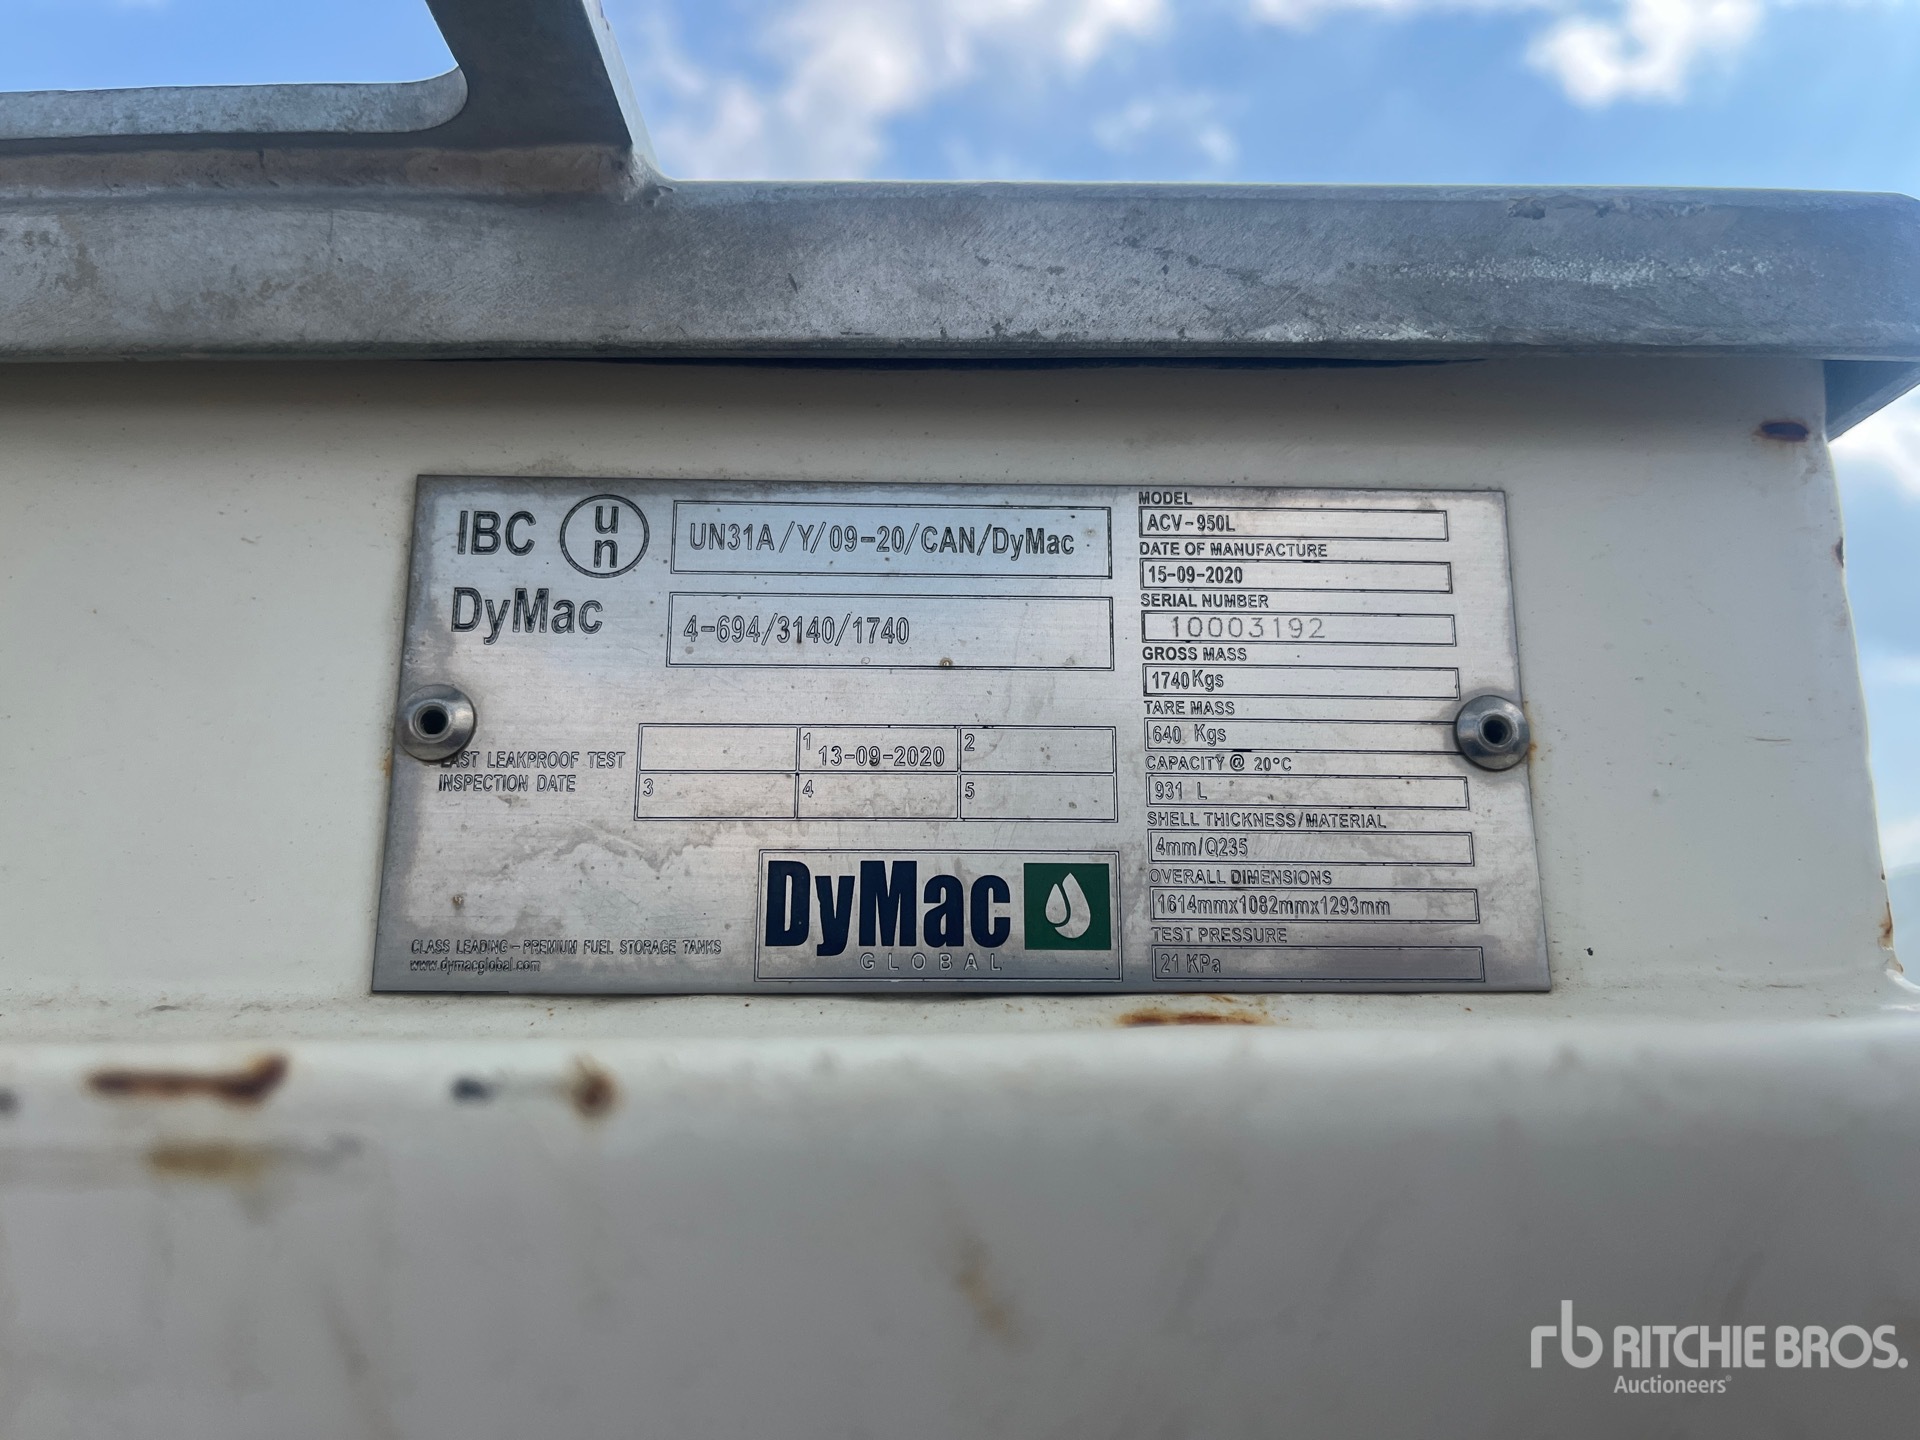 IBC
un
DyMac
UN31A/Y/09-20/CAN/DyMac
4-694/3140/1740
LAST LEAKPROOF TEST
INSPECTION DATE
1
13-09-2020
2
3
4
5
CLASS LEADING - PREMIUM FUEL STORAGE TANKS
www.dymacglobal.com
DyMac
GLOBAL
MODEL
ACV-950L
DATE OF MANUFACTURE
15-09-2020
SERIAL NUMBER
10003192
GROSS MASS
1740Kgs
TARE MASS
640 Kgs
CAPACITY @ 20°C
931 L
SHELL THICKNESS/MATERIAL
4mm/Q235
OVERALL DIMENSIONS
1614mmx1082mmx1293mm
TEST PRESSURE
21 KPa
rb RITCHIE BROS.
Auctioneers